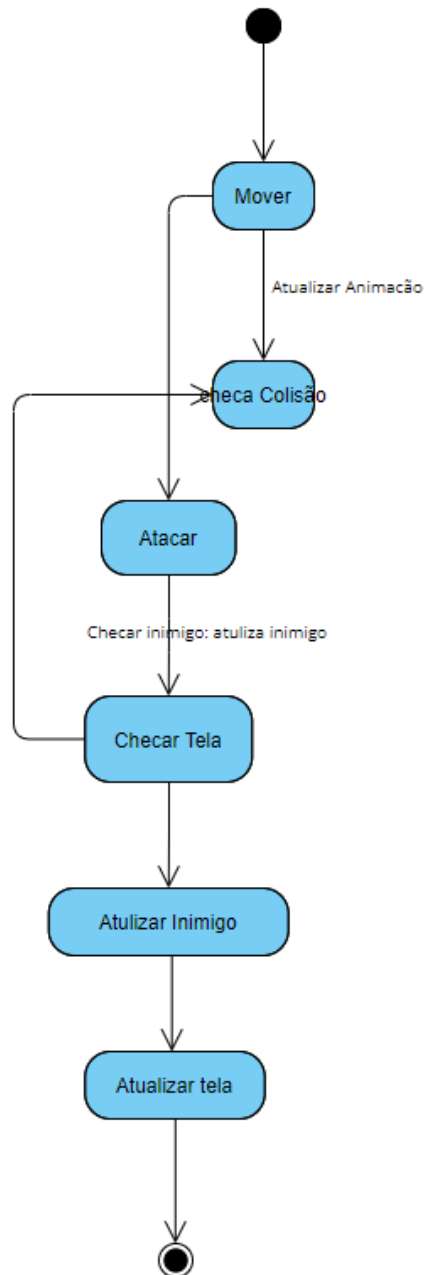 Mover
Atualizar Animacão
checa Colisão
Atacar
Checar inimigo: atuliza inimigo
Checar Tela
Atulizar Inimigo
Atualizar tela